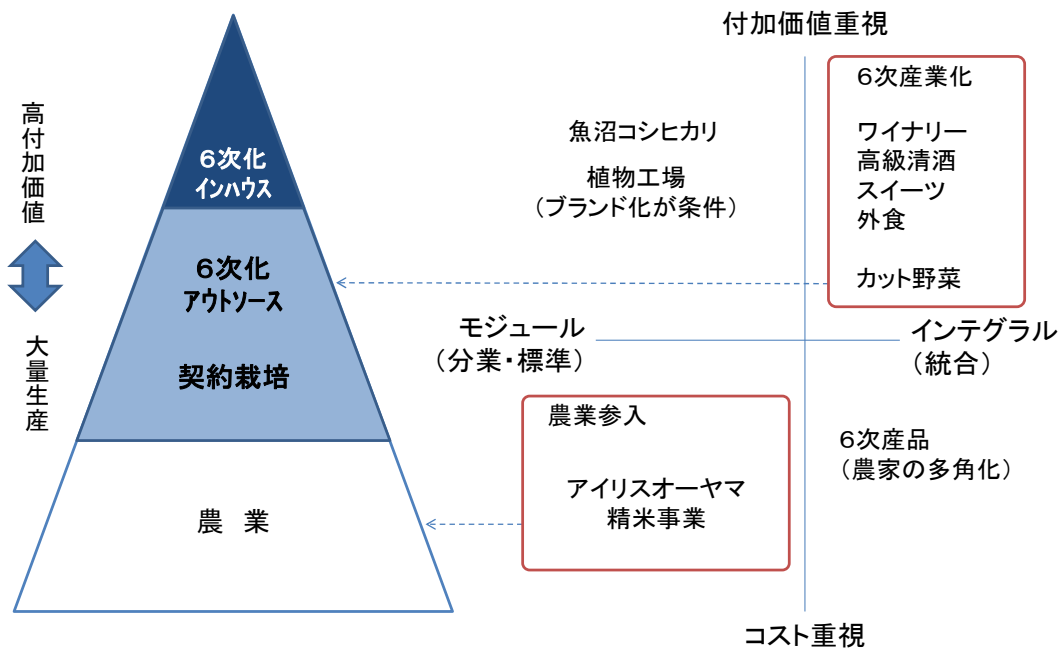 高付加価値
大量生産
6次化
インハウス
6次化
アウトソース
契約栽培
農 業
付加価値重視
6次産業化
ワイナリー
高級清酒
スイーツ
外食
カット野菜
魚沼コシヒカリ
植物工場
(ブランド化が条件)
モジュール
(分業・標準)
インテグラル
(統合)
農業参入
アイリスオーヤマ
精米事業
6次産品
(農家の多角化)
コスト重視